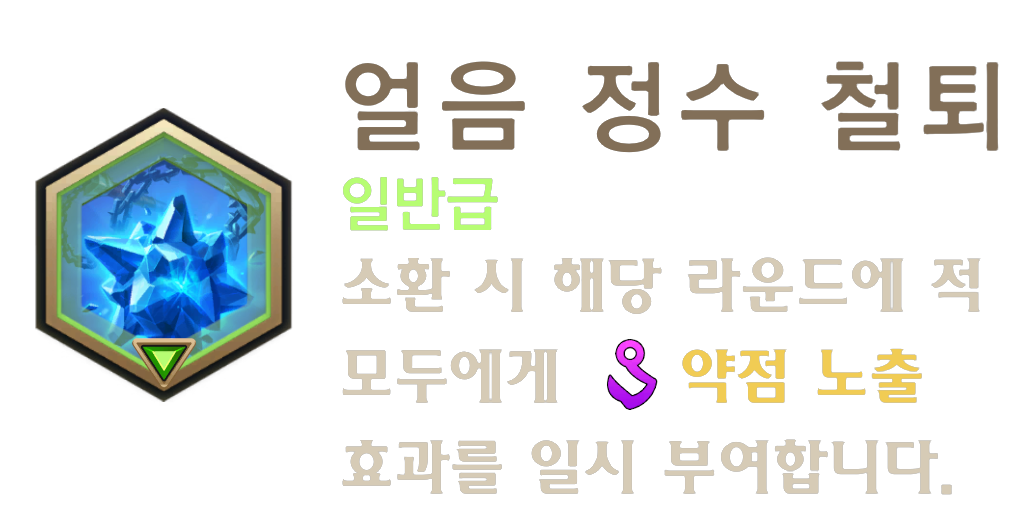 얼음 정수 철퇴
일반급
소환 시 해당 라운드에 적
모두에게 약점 노출
효과를 일시 부여합니다.